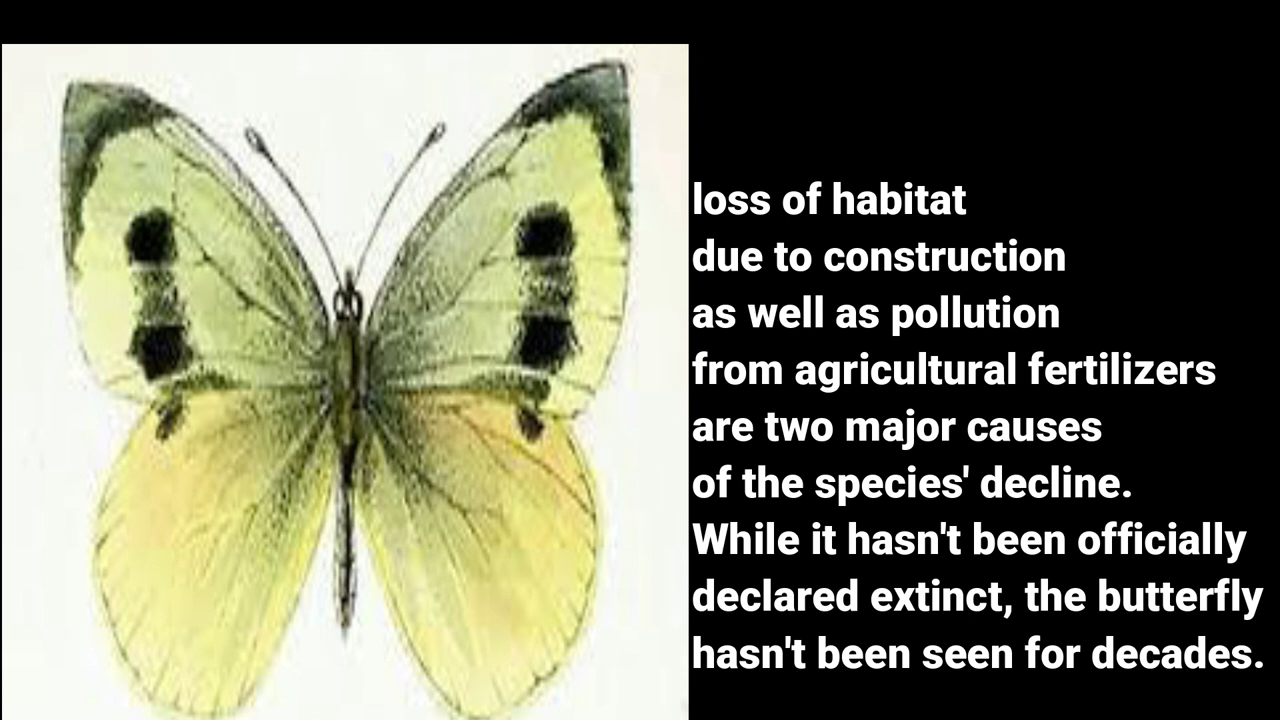 loss of habitat
due to construction
as well as pollution
from agricultural fertilizers
are two major causes
of the species' decline.
While it hasn't been officially
declared extinct, the butterfly
hasn't been seen for decades.